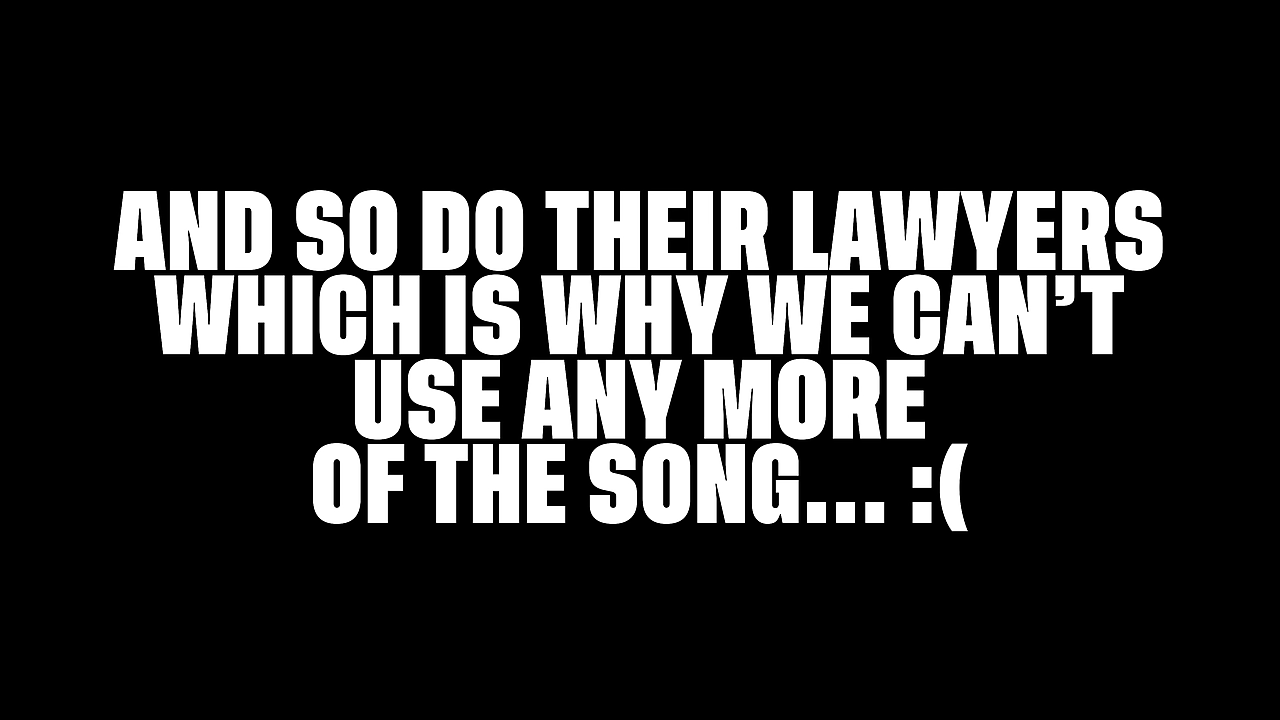 AND SO DO THEIR LAWYERS
WHICH IS WHY WE CAN’T
USE ANY MORE
OF THE SONG... :(